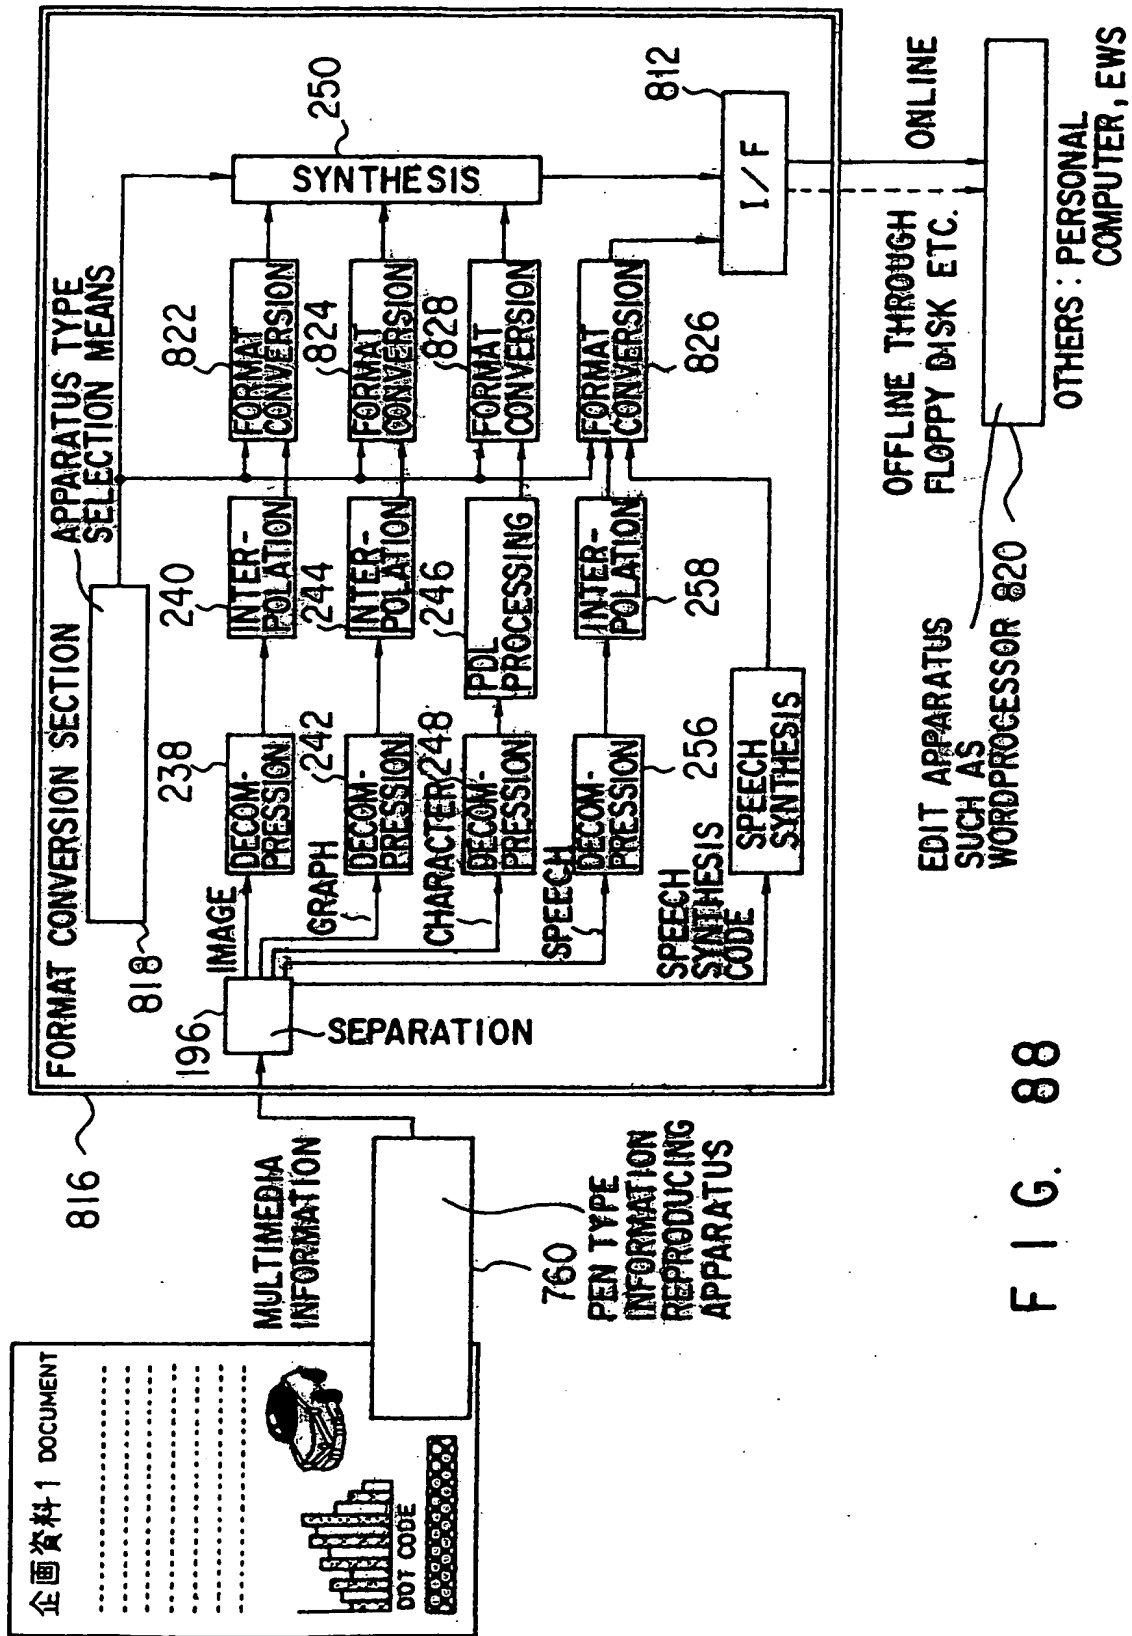 企画資料1 DOCUMENT
DOT CODE
MULTIMEDIA
INFORMATION
760
PEN TYPE
INFORMATION
REPRODUCING
APPARATUS
816
FORMAT CONVERSION SECTION
818
APPARATUS TYPE
SELECTION MEANS
196
SEPARATION
IMAGE
238
DECOM-
PRESSION
240
INTER-
POLATION
822
FORMAT
CONVERSION
GRAPH
242
DECOM-
PRESSION
244
INTER-
POLATION
824
FORMAT
CONVERSION
CHARACTER
248
DECOM-
PRESSION
246
PDL
PROCESSING
828
FORMAT
CONVERSION
SPEECH
DECOM-
PRESSION
256
INTER-
POLATION
258
FORMAT
CONVERSION
826
SPEECH
SYNTHESIS
CODE
SPEECH
SYNTHESIS
250
SYNTHESIS
812
I/F
ONLINE
OFFLINE THROUGH
FLOPPY DISK ETC.
EDIT APPARATUS
SUCH AS
WORDPROCESSOR 820
OTHERS: PERSONAL
COMPUTER, EWS
FIG. 88